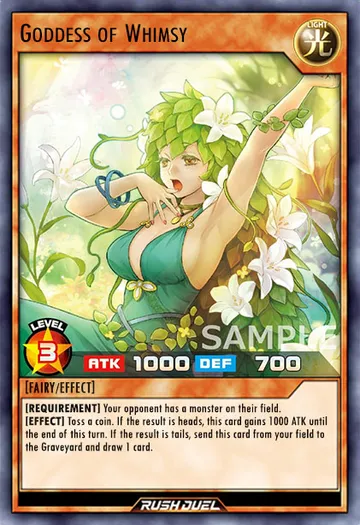 GODDESS OF WHIMSY
LIGHT
光
SAMPLE
LEVEL
3
ATK 1000 DEF 700
[FAIRY/EFFECT]
[REQUIREMENT] Your opponent has a monster on their field.
[EFFECT] Toss a coin. If the result is heads, this card gains 1000 ATK until
the end of this turn. If the result is tails, send this card from your field to
the Graveyard and draw 1 card.
RUSH DUEL